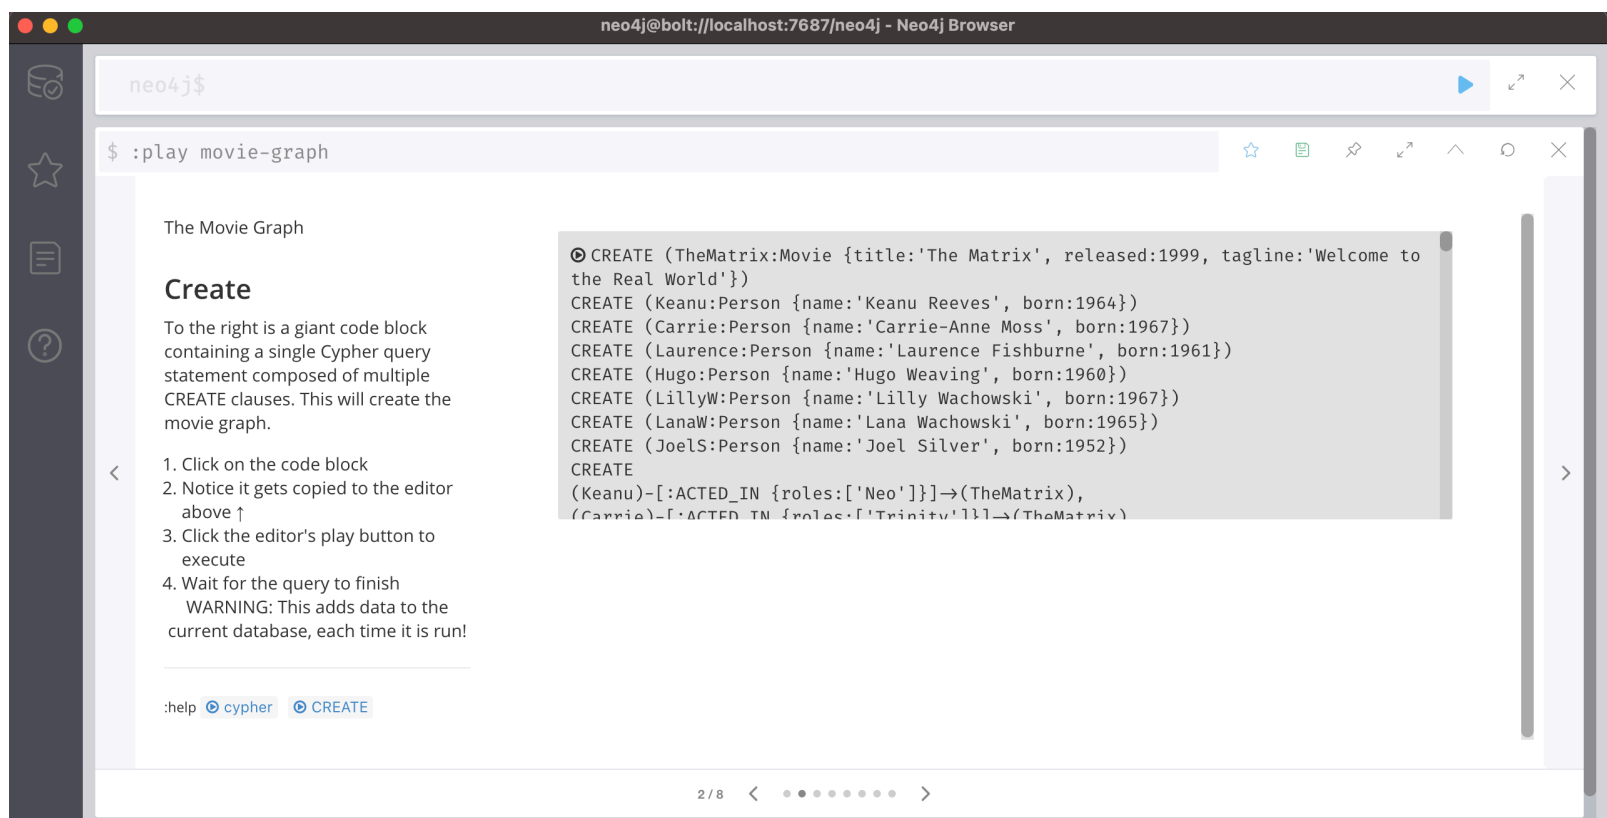 neo4j@bolt://localhost:7687/neo4j - Neo4j Browser
neo4j$
$ :play movie-graph
The Movie Graph
Create
To the right is a giant code block
containing a single Cypher query
statement composed of multiple
CREATE clauses. This will create the
movie graph.
1. Click on the code block
2. Notice it gets copied to the editor
above ↑
3. Click the editor's play button to
execute
4. Wait for the query to finish
WARNING: This adds data to the
current database, each time it is run!
:help cypher CREATE
CREATE (TheMatrix:Movie {title:'The Matrix', released:1999, tagline:'Welcome to
the Real World'})
CREATE (Keanu:Person {name:'Keanu Reeves', born:1964})
CREATE (Carrie:Person {name:'Carrie-Anne Moss', born:1967})
CREATE (Laurence:Person {name:'Laurence Fishburne', born:1961})
CREATE (Hugo:Person {name:'Hugo Weaving', born:1960})
CREATE (LillyW:Person {name:'Lilly Wachowski', born:1967})
CREATE (LanaW:Person {name:'Lana Wachowski', born:1965})
CREATE (JoelS:Person {name:'Joel Silver', born:1952})
CREATE
(Keanu)-[:ACTED_IN {roles:['Neo']}]→(TheMatrix),
(Carrie)-[:ACTED_IN {roles:['Trinity']}]→(TheMatrix)
2 / 8